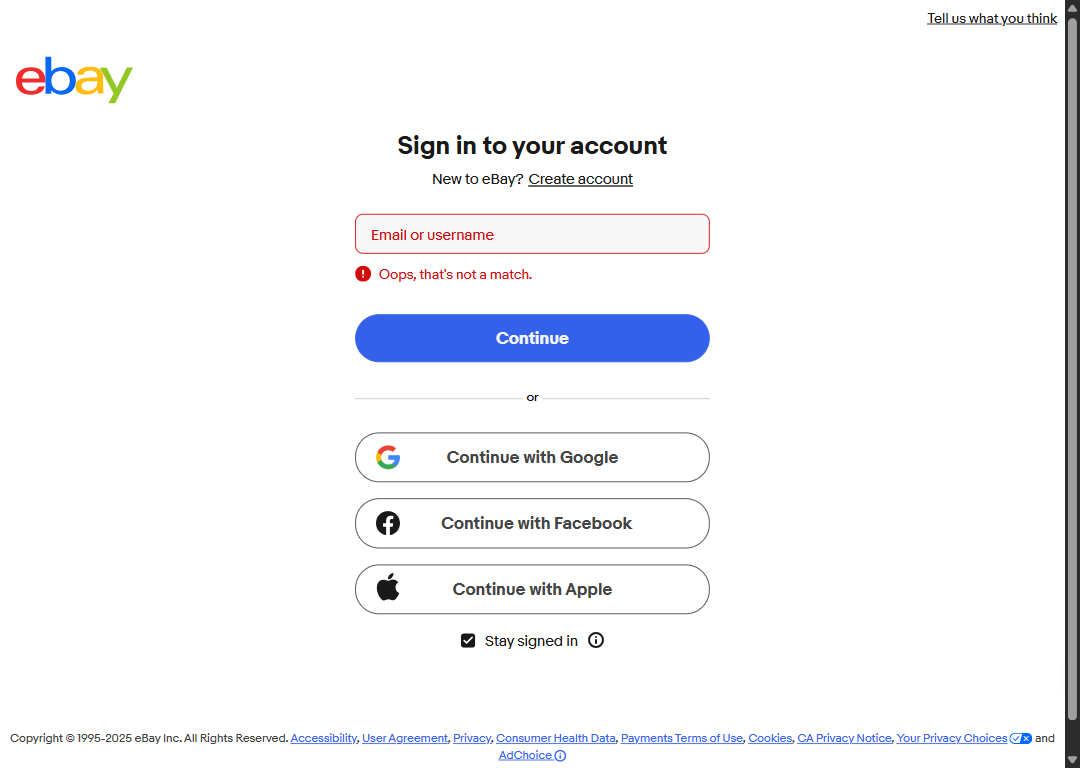 Tell us what you think
ebay
Sign in to your account
New to eBay? Create account
Email or username
Oops, that's not a match.
Continue
or
Continue with Google
Continue with Facebook
Continue with Apple
Stay signed in
Copyright © 1995-2025 eBay Inc. All Rights Reserved. Accessibility, User Agreement, Privacy, Consumer Health Data, Payments Terms of Use, Cookies, CA Privacy Notice, Your Privacy Choices and
AdChoice